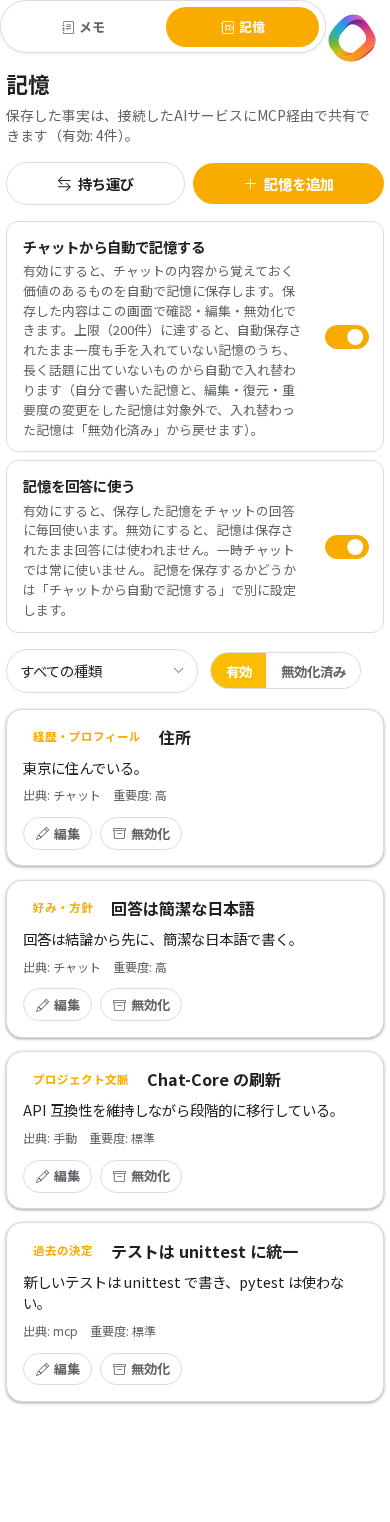 メモ
記憶
記憶
保存した事実は、接続したAIサービスにMCP経由で共有で
きます（有効: 4件）。
持ち運び
記憶を追加
チャットから自動で記憶する
有効にすると、チャットの内容から覚えておく
価値のあるものを自動で記憶に保存します。保
存した内容はこの画面で確認・編集・無効化で
きます。上限（200件）に達すると、自動保存さ
れたまま一度も手を入れていない記憶のうち、
長く話題に出ていないものから自動で入れ替わ
ります（自分で書いた記憶と、編集・復元・重
要度の変更をした記憶は対象外で、入れ替わっ
た記憶は「無効化済み」から戻せます）。
記憶を回答に使う
有効にすると、保存した記憶をチャットの回答
に毎回使います。無効にすると、記憶は保存さ
れたまま回答には使われません。一時チャット
では常に使いません。記憶を保存するかどうか
は「チャットから自動で記憶する」で別に設定
します。
すべての種類
有効
無効化済み
経歴・プロフィール 住所
東京に住んでいる。
出典: チャット 重要度: 高
編集
無効化
好み・方針 回答は簡潔な日本語
回答は結論から先に、簡潔な日本語で書く。
出典: チャット 重要度: 高
編集
無効化
プロジェクト文脈 Chat-Core の刷新
API 互換性を維持しながら段階的に移行している。
出典: 手動 重要度: 標準
編集
無効化
過去の決定 テストは unittest に統一
新しいテストは unittest で書き、pytest は使わな
い。
出典: mcp 重要度: 標準
編集
無効化